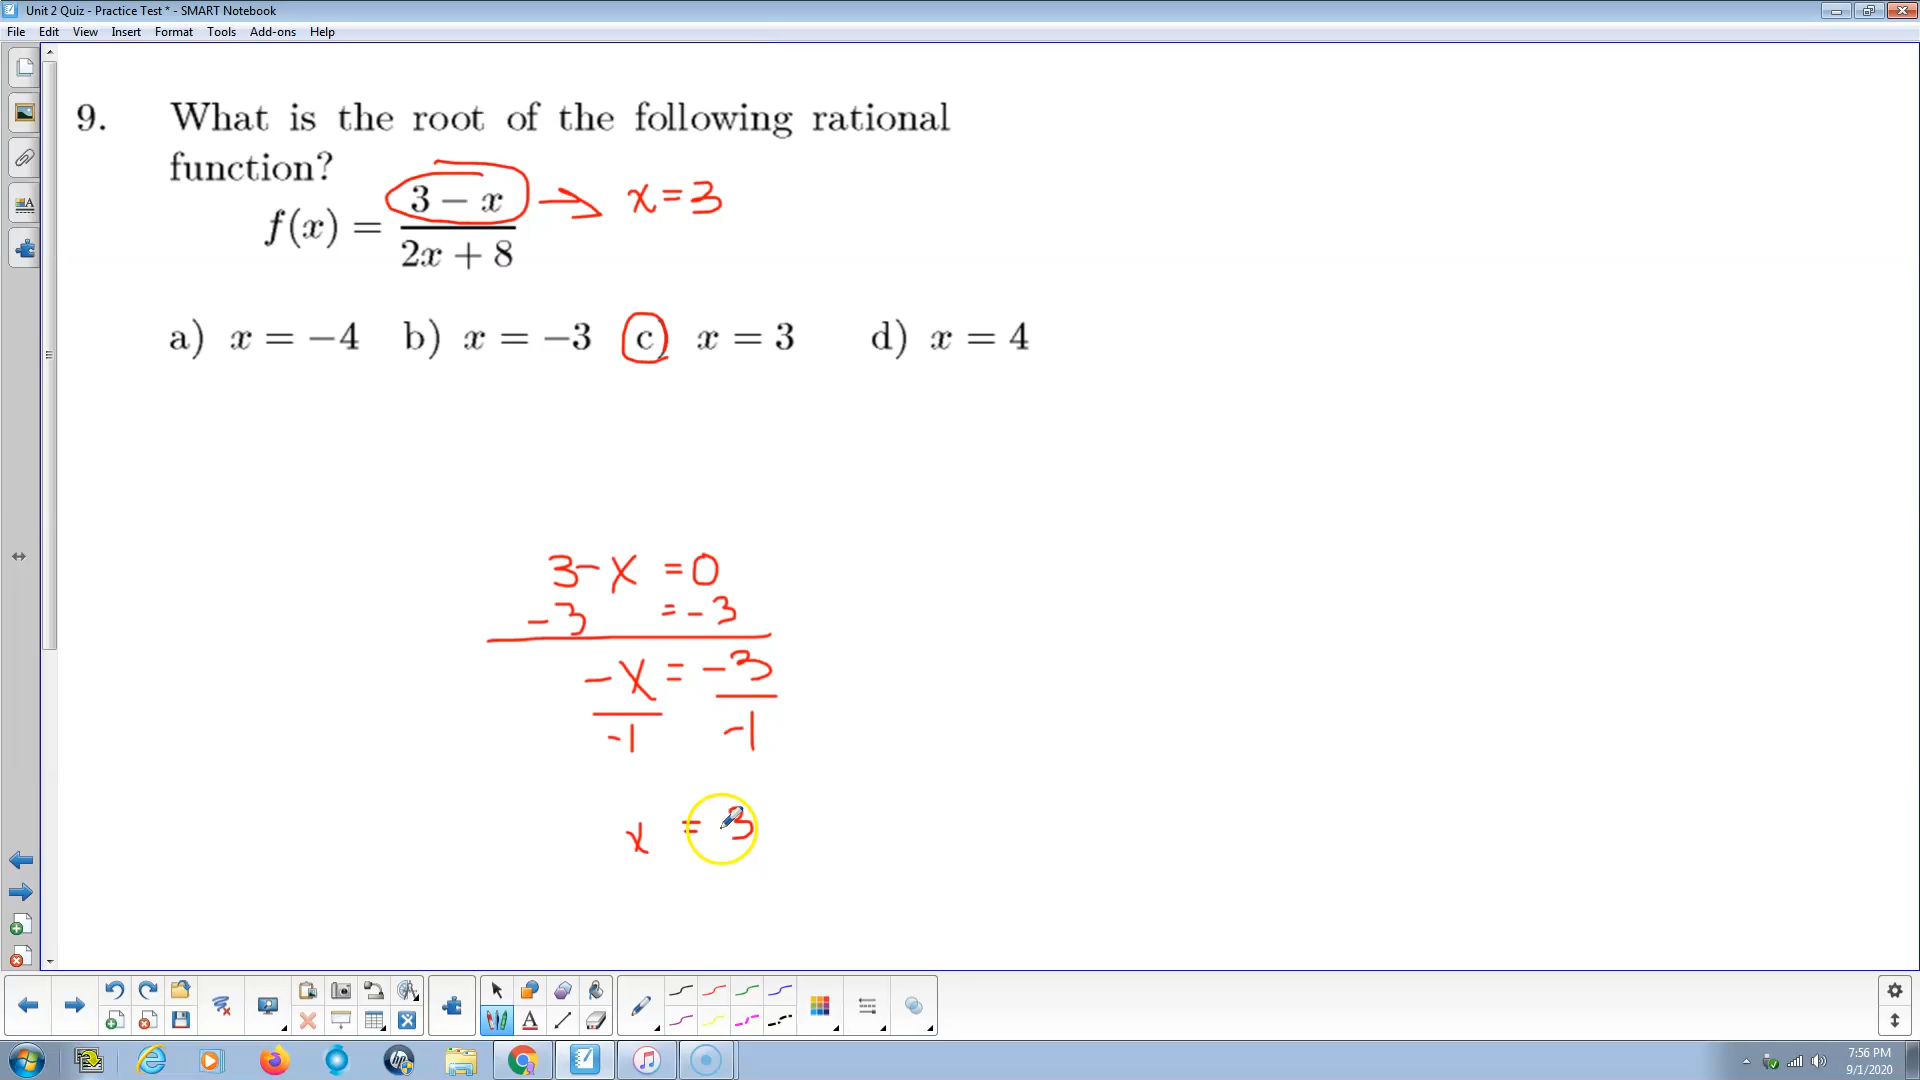 Unit 2 Quiz - Practice Test * - SMART Notebook
File Edit View Insert Format Tools Add-ons Help
9. What is the root of the following rational
function?
f(x) = (3 − x)/(2x + 8) x = 3
a) x = −4 b) x = −3 c) x = 3 d) x = 4
3 - x = 0
-3 = -3
-x = -3
-1 -1
x = 3
A
7:56 PM
9/1/2020